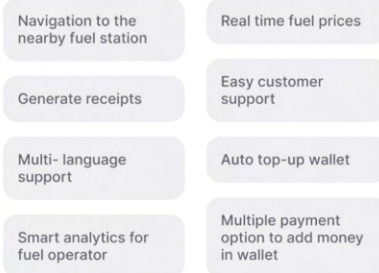 Navigation to the
nearby fuel station
Generate receipts
Multi- language
support
Smart analytics for
fuel operator
Real time fuel prices
Easy customer
support
Auto top-up wallet
Multiple payment
option to add money
in wallet